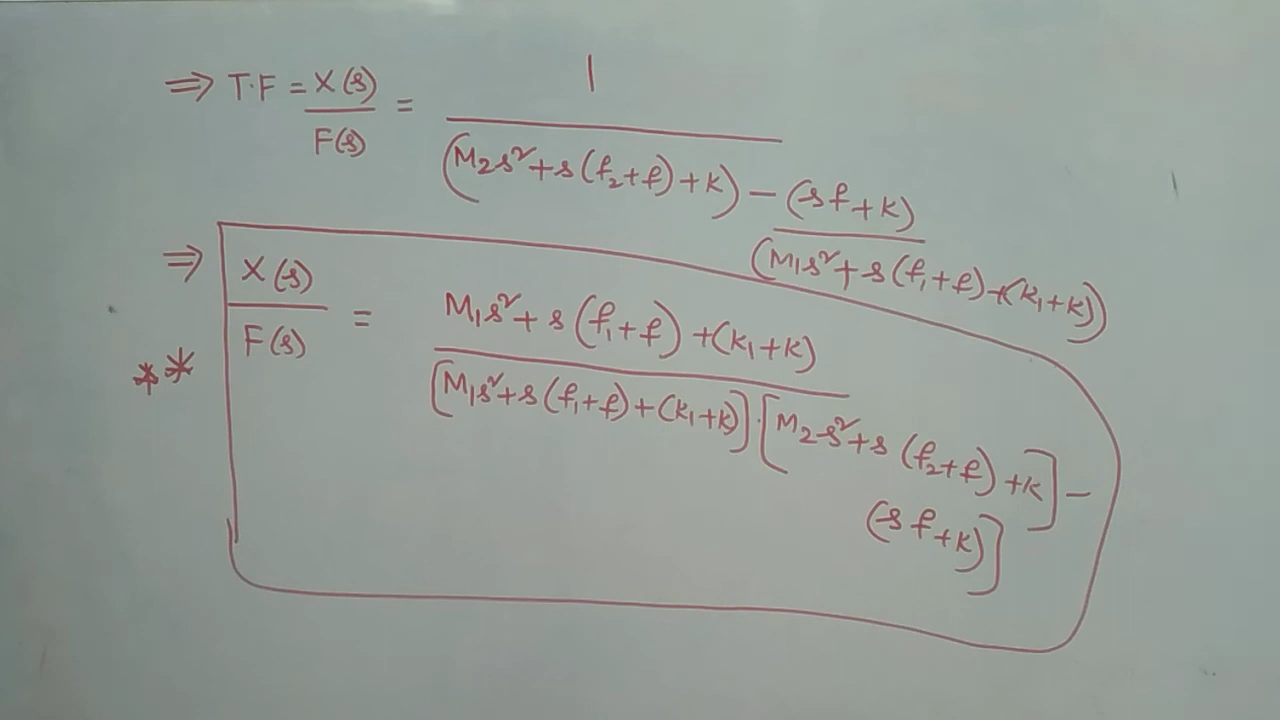 ⇒ T.F = X(s)/F(s) = 1/((M₂s²+s(f₂+f)+K) – (sf+K)/(M₁s²+s(f₁+f)+(K₁+K)))
⇒ X(s)/F(s) = M₁s²+s(f₁+f)+(K₁+K)/[M₁s²+s(f₁+f)+(K₁+K)]·[M₂s²+s(f₂+f)+K] –
** (sf+K)]